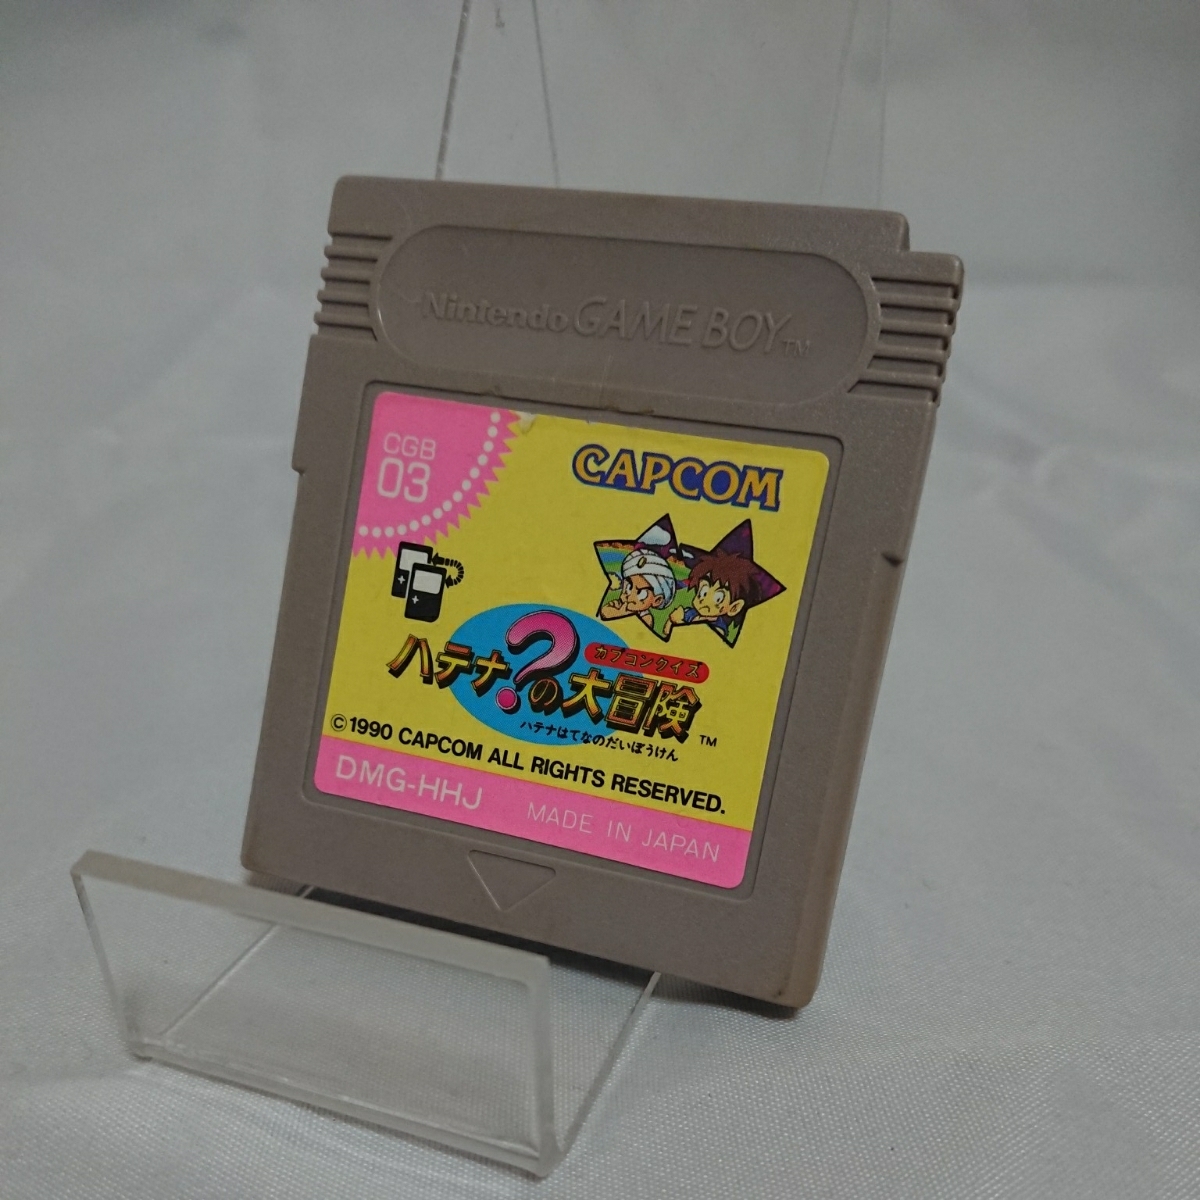 Nintendo GAME BOY TM
CGB
03
CAPCOM
カプコンクイズ
ハテナ?の大冒険 TM
ハテナはてなのだいぼうけん
©1990 CAPCOM ALL RIGHTS RESERVED.
DMG-HHJ MADE IN JAPAN